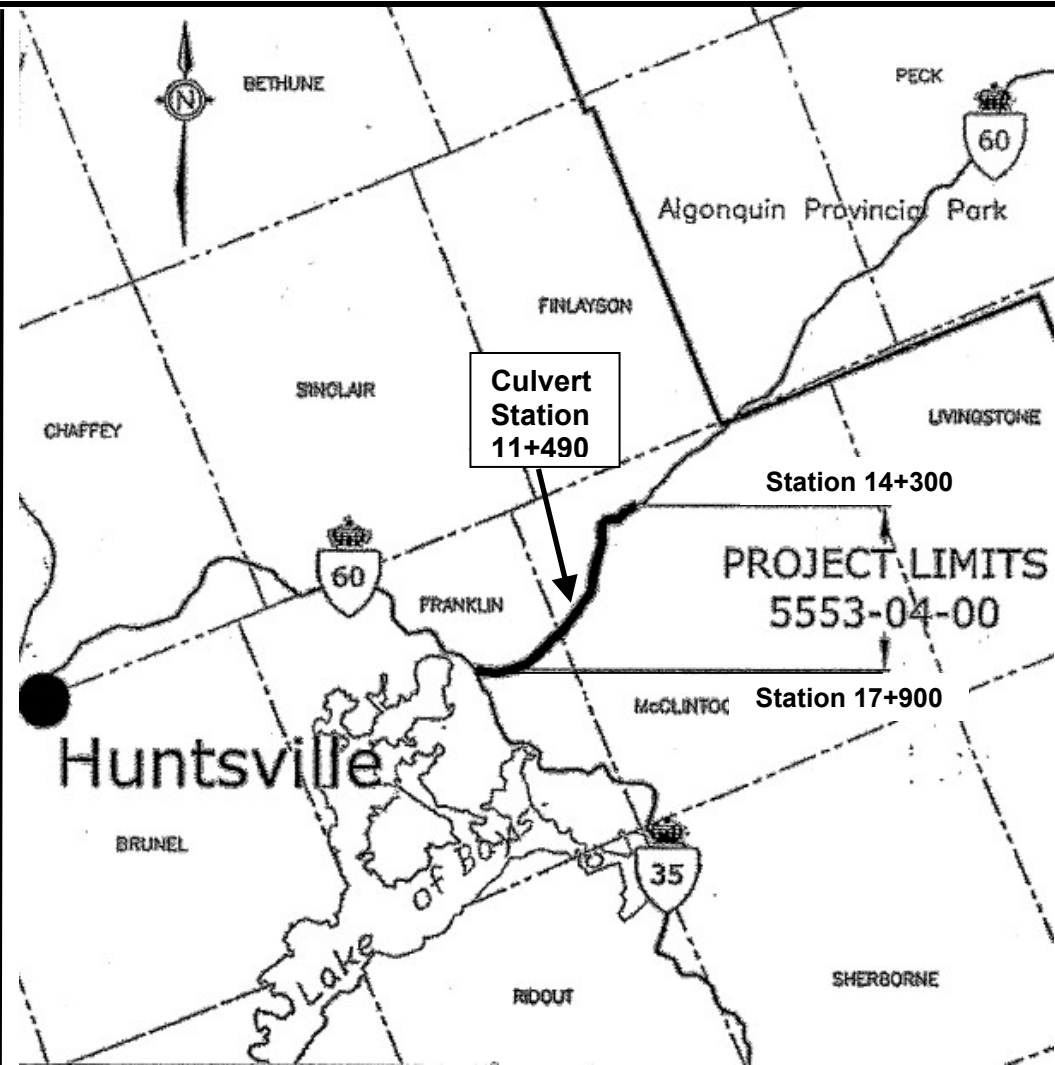 BETHUNE
PECK
N
60
Algonquin Provincial Park
FINLAYSON
Culvert
Station
11+490
SINCLAIR
CHAFFEY
LIVINGSTONE
Station 14+300
PROJECT LIMITS
5553-04-00
60
FRANKLIN
McCLINTOC
Station 17+900
Huntsville
BRUNEL
Lake of Bays
35
RIDOUT
SHERBORNE